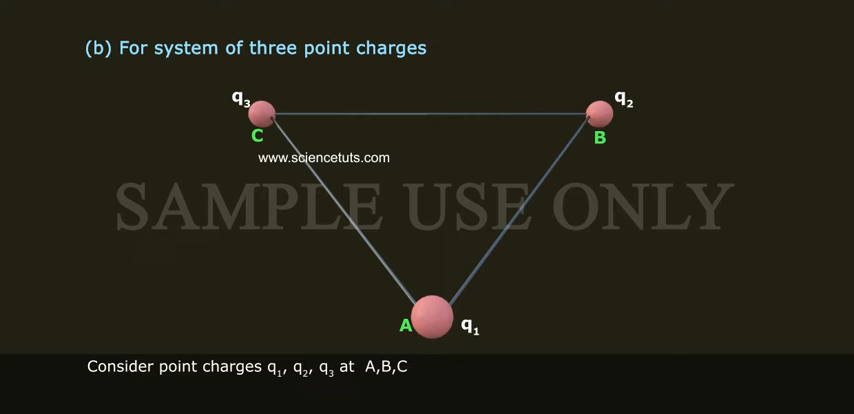 (b) For system of three point charges
q3
q2
C
B
www.sciencetuts.com
SAMPLE USE ONLY
A
q1
Consider point charges q1, q2, q3 at A,B,C